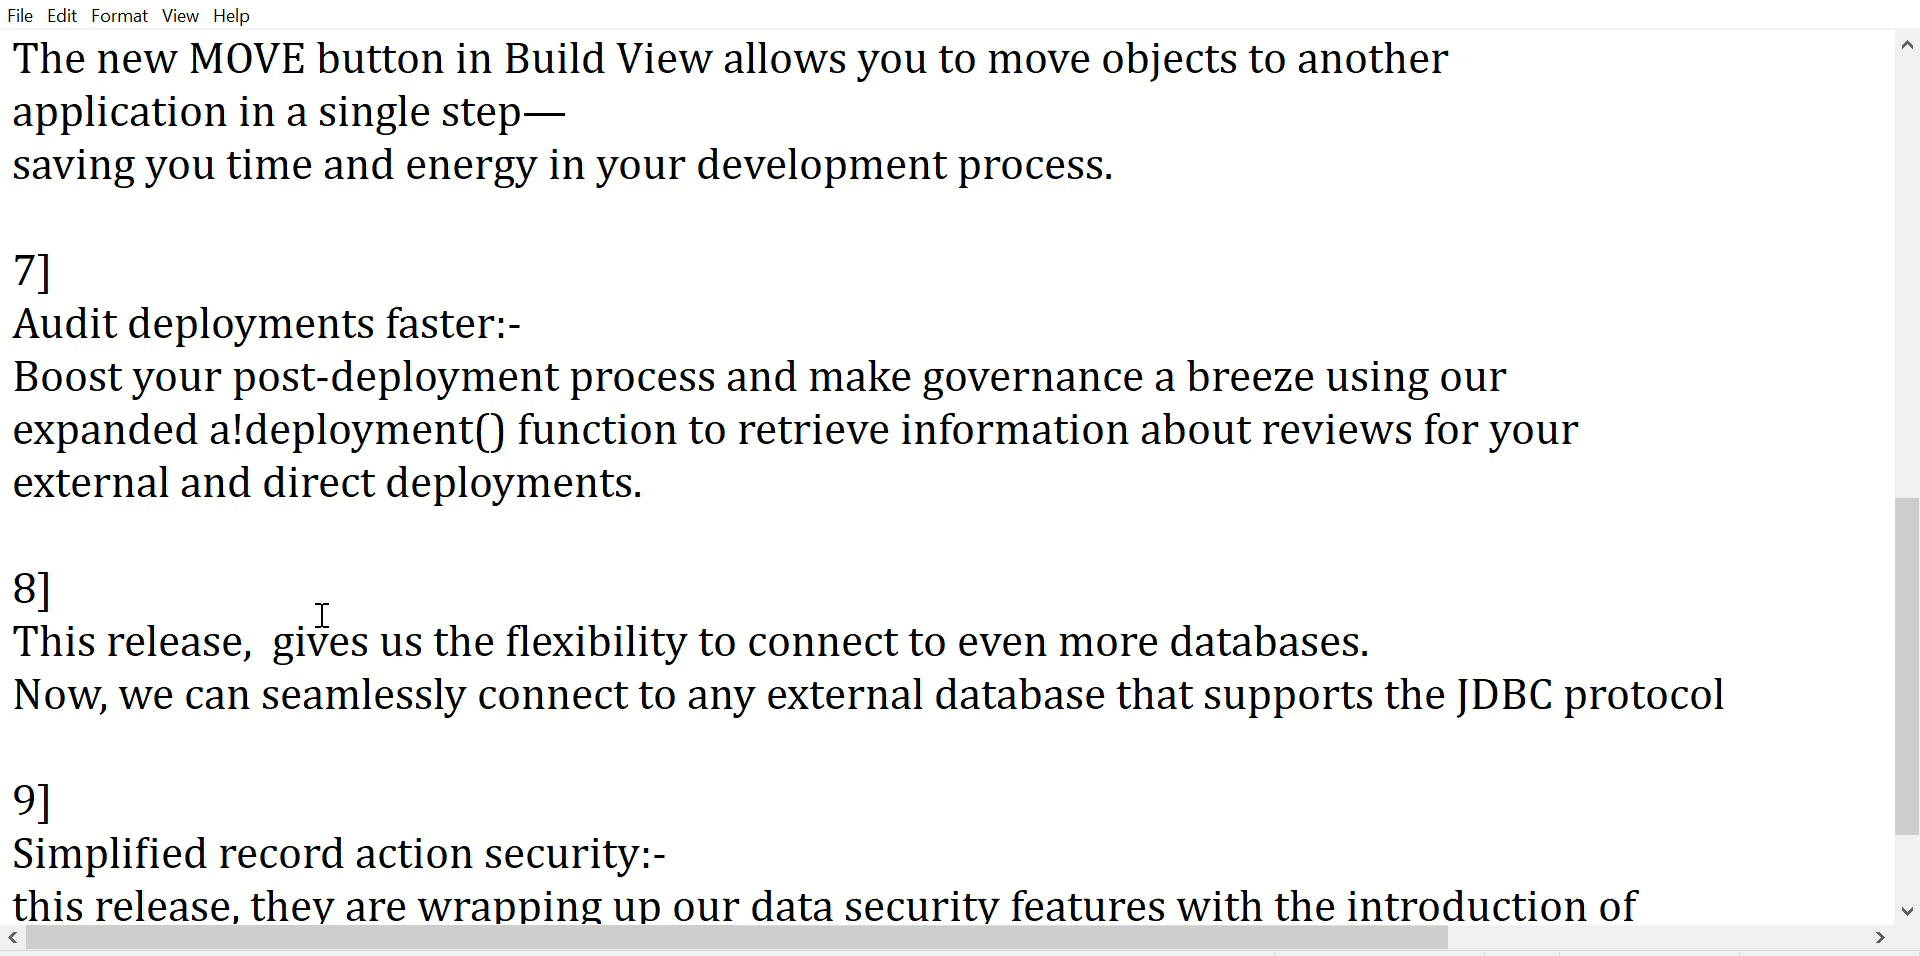 File Edit Format View Help
The new MOVE button in Build View allows you to move objects to another
application in a single step—
saving you time and energy in your development process.
7]
Audit deployments faster:-
Boost your post-deployment process and make governance a breeze using our
expanded a!deployment() function to retrieve information about reviews for your
external and direct deployments.
8]
This release,  gives us the flexibility to connect to even more databases.
Now, we can seamlessly connect to any external database that supports the JDBC protocol
9]
Simplified record action security:-
this release, they are wrapping up our data security features with the introduction of